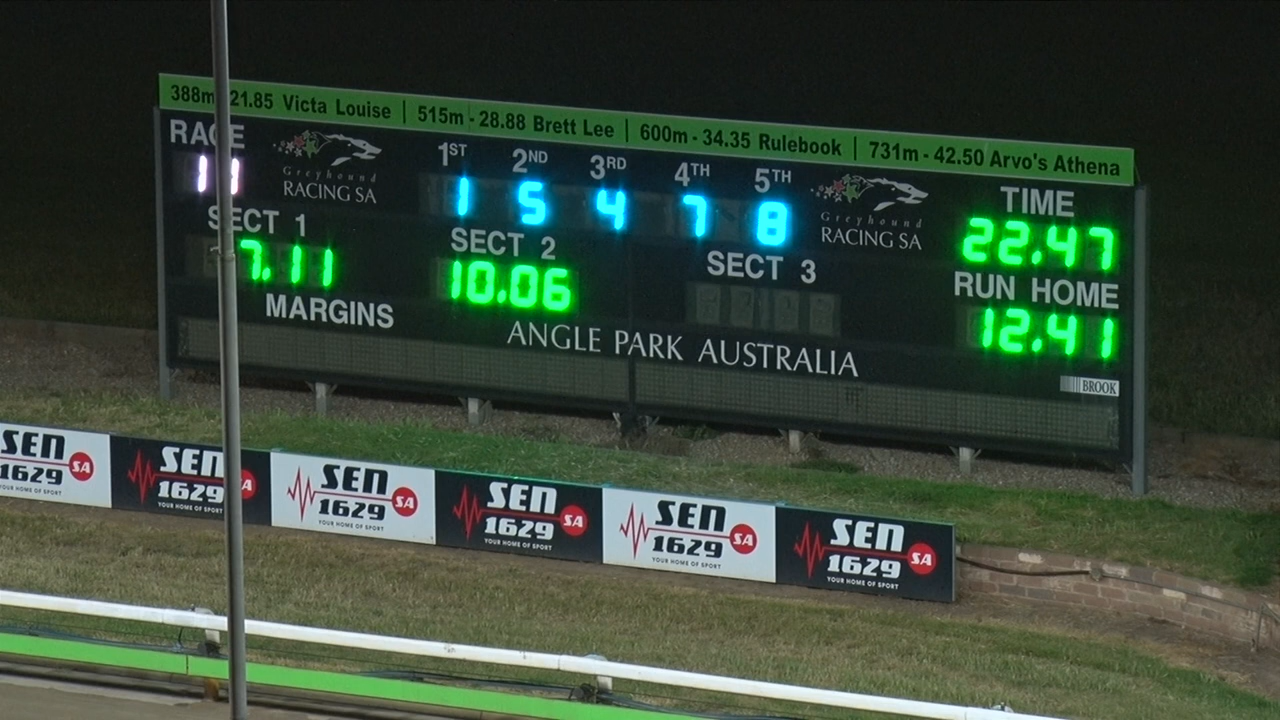 388m 21.85 Victa Louise | 515m - 28.88 Brett Lee | 600m - 34.35 Rulebook | 731m - 42.50 Arvo's Athena
RACE
11
Greyhound
RACING SA
1ST 2ND 3RD 4TH 5TH
1 5 4 7 8
Greyhound
RACING SA
TIME
22.47
SECT 1
7.11
SECT 2
10.06
SECT 3
RUN HOME
12.41
MARGINS
ANGLE PARK AUSTRALIA
BROOK
SEN
1629
SA
YOUR HOME OF SPORT
SEN
1629
SA
YOUR HOME OF SPORT
SEN
1629
SA
YOUR HOME OF SPORT
SEN
1629
SA
YOUR HOME OF SPORT
SEN
1629
SA
YOUR HOME OF SPORT
SEN
1629
SA
YOUR HOME OF SPORT